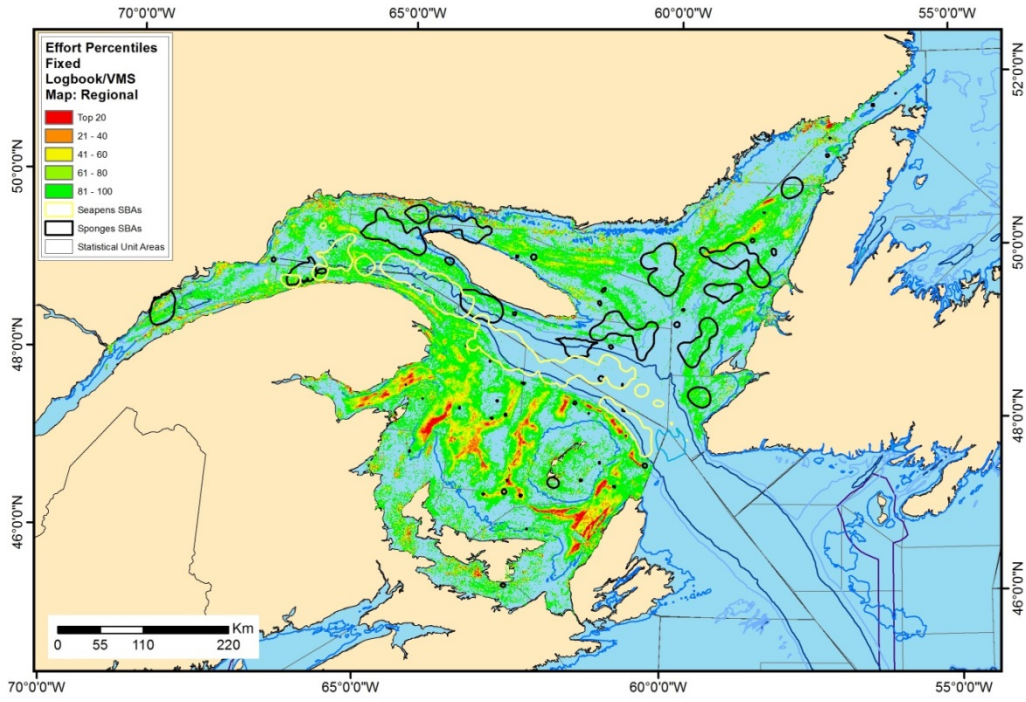 70°0'0"W 65°0'0"W 60°0'0"W 55°0'0"W
Effort Percentiles
Fixed
Logbook/VMS
Map: Regional
Top 20
21 - 40
41 - 60
61 - 80
81 - 100
Seapens SBAs
Sponges SBAs
Statistical Unit Areas
50°0'0"N
48°0'0"N
46°0'0"N
52°0'0"N
50°0'0"N
48°0'0"N
46°0'0"N
Km
0 55 110 220
70°0'0"W 65°0'0"W 60°0'0"W 55°0'0"W